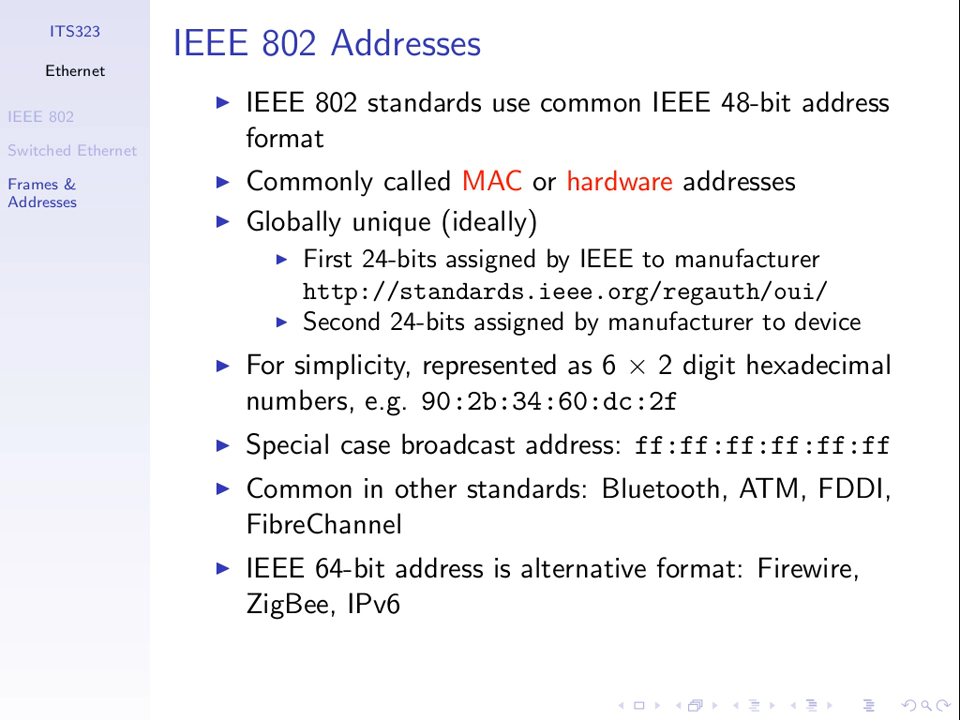 ITS323
Ethernet
IEEE 802
Switched Ethernet
Frames &
Addresses
IEEE 802 Addresses
IEEE 802 standards use common IEEE 48-bit address
format
Commonly called MAC or hardware addresses
Globally unique (ideally)
First 24-bits assigned by IEEE to manufacturer
http://standards.ieee.org/regauth/oui/
Second 24-bits assigned by manufacturer to device
For simplicity, represented as 6 × 2 digit hexadecimal
numbers, e.g. 90:2b:34:60:dc:2f
Special case broadcast address: ff:ff:ff:ff:ff:ff
Common in other standards: Bluetooth, ATM, FDDI,
FibreChannel
IEEE 64-bit address is alternative format: Firewire,
ZigBee, IPv6